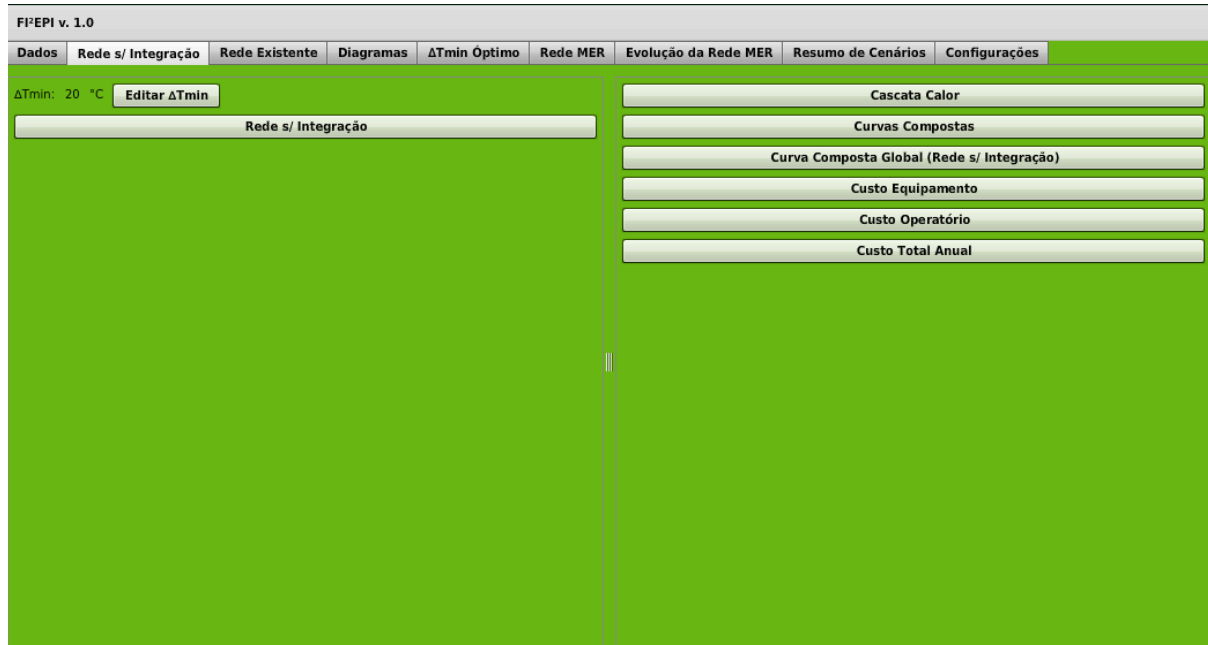 FI²EPI v. 1.0
Dados Rede s/ Integração Rede Existente Diagramas ΔTmin Óptimo Rede MER Evolução da Rede MER Resumo de Cenários Configurações
ΔTmin: 20 °C Editar ΔTmin
Rede s/ Integração
Cascata Calor
Curvas Compostas
Curva Composta Global (Rede s/ Integração)
Custo Equipamento
Custo Operatório
Custo Total Anual